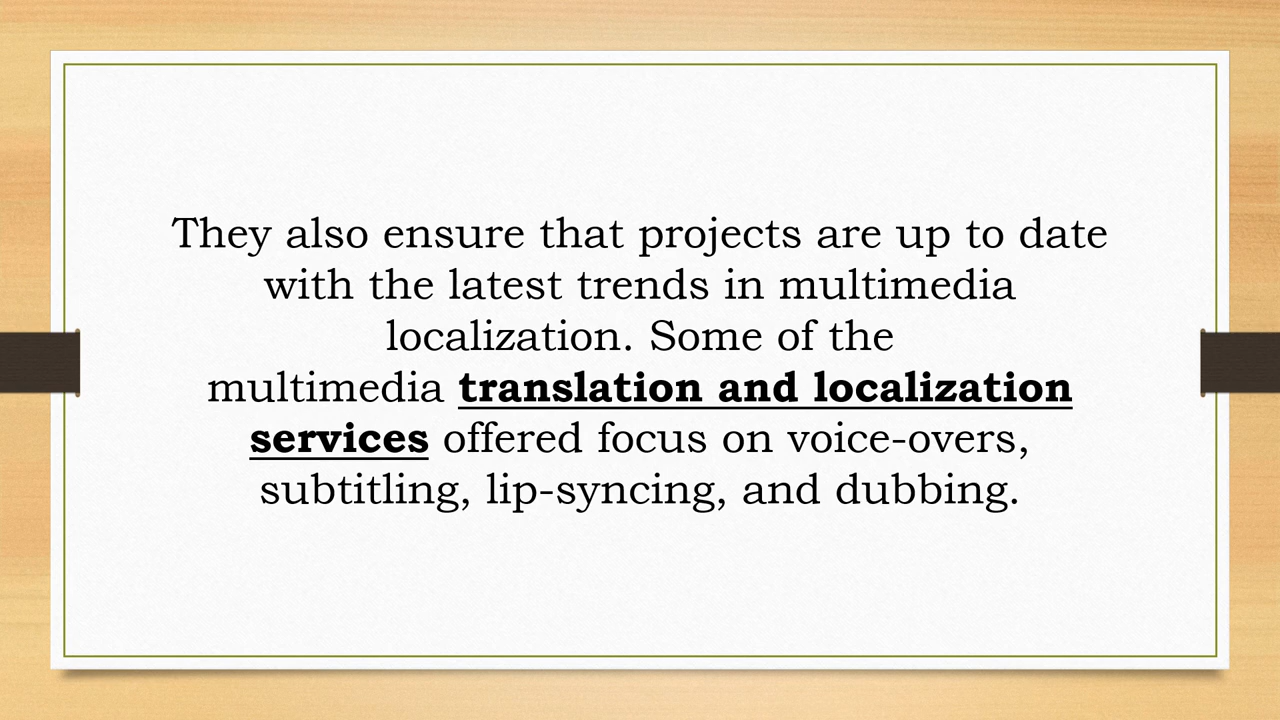 They also ensure that projects are up to date
with the latest trends in multimedia
localization. Some of the
multimedia translation and localization
services offered focus on voice-overs,
subtitling, lip-syncing, and dubbing.